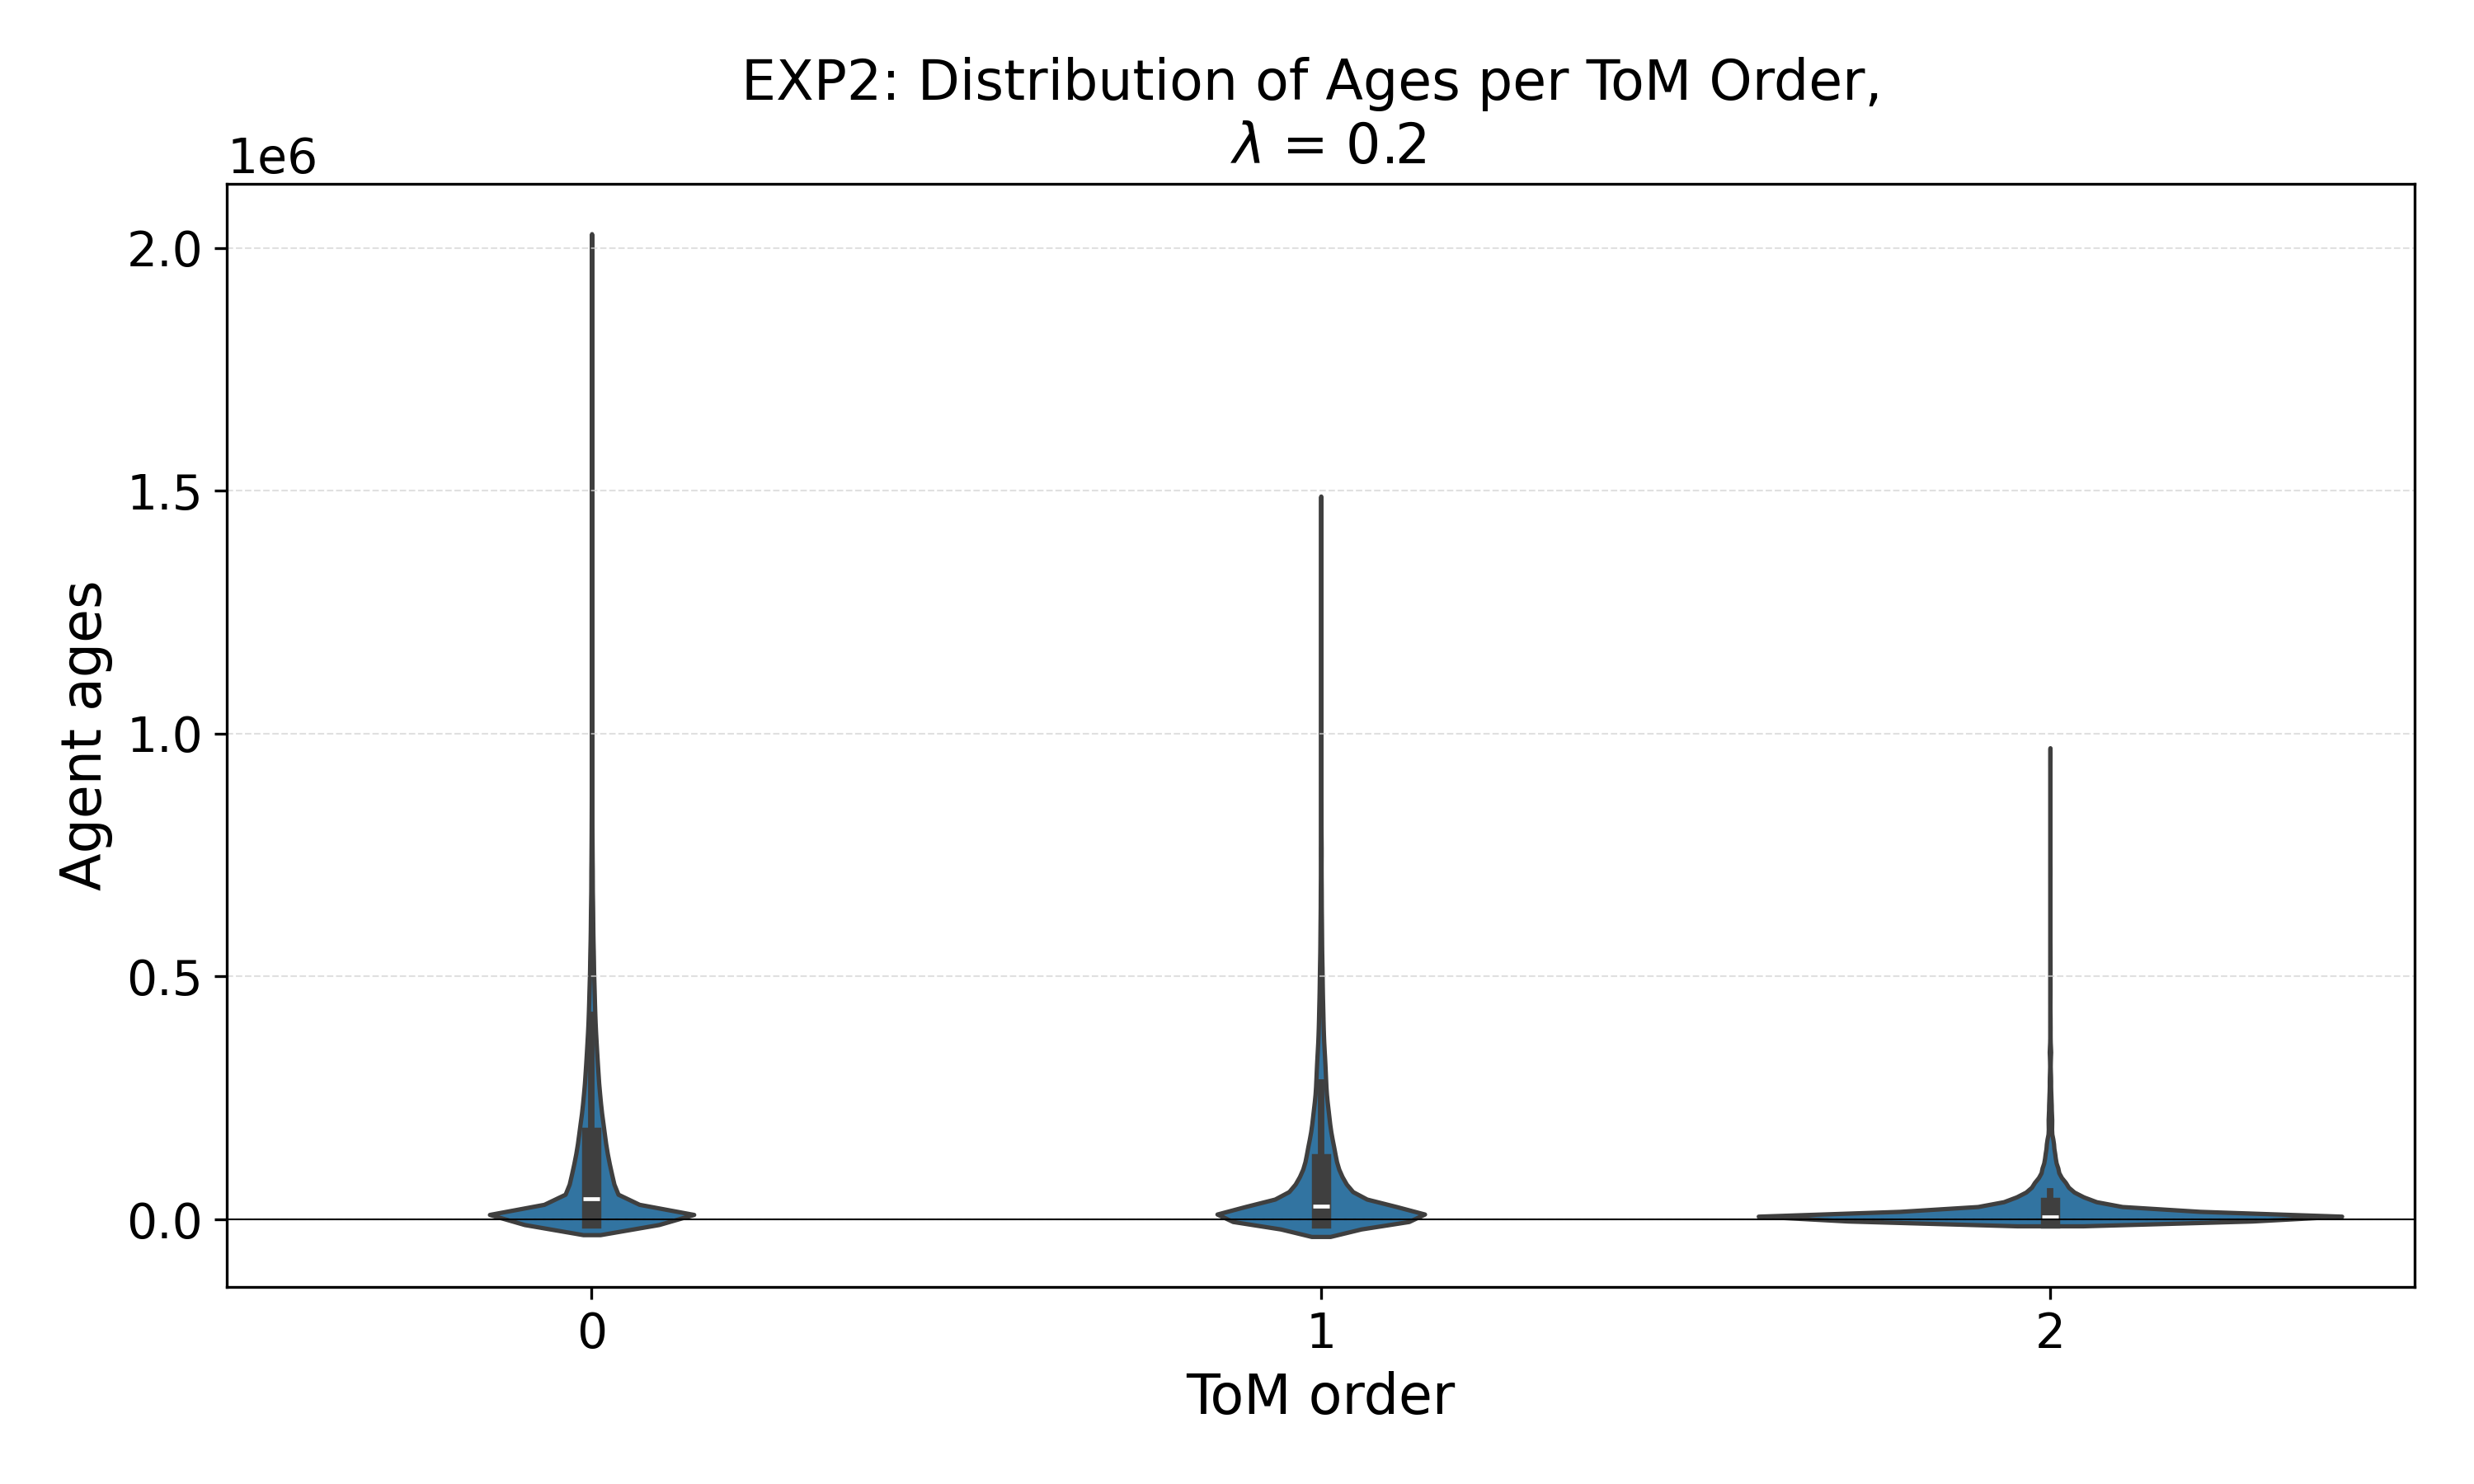 EXP2: Distribution of Ages per ToM Order,
λ = 0.2
1e6
2.0
1.5
1.0
0.5
0.0
Agent ages
0 1 2
ToM order